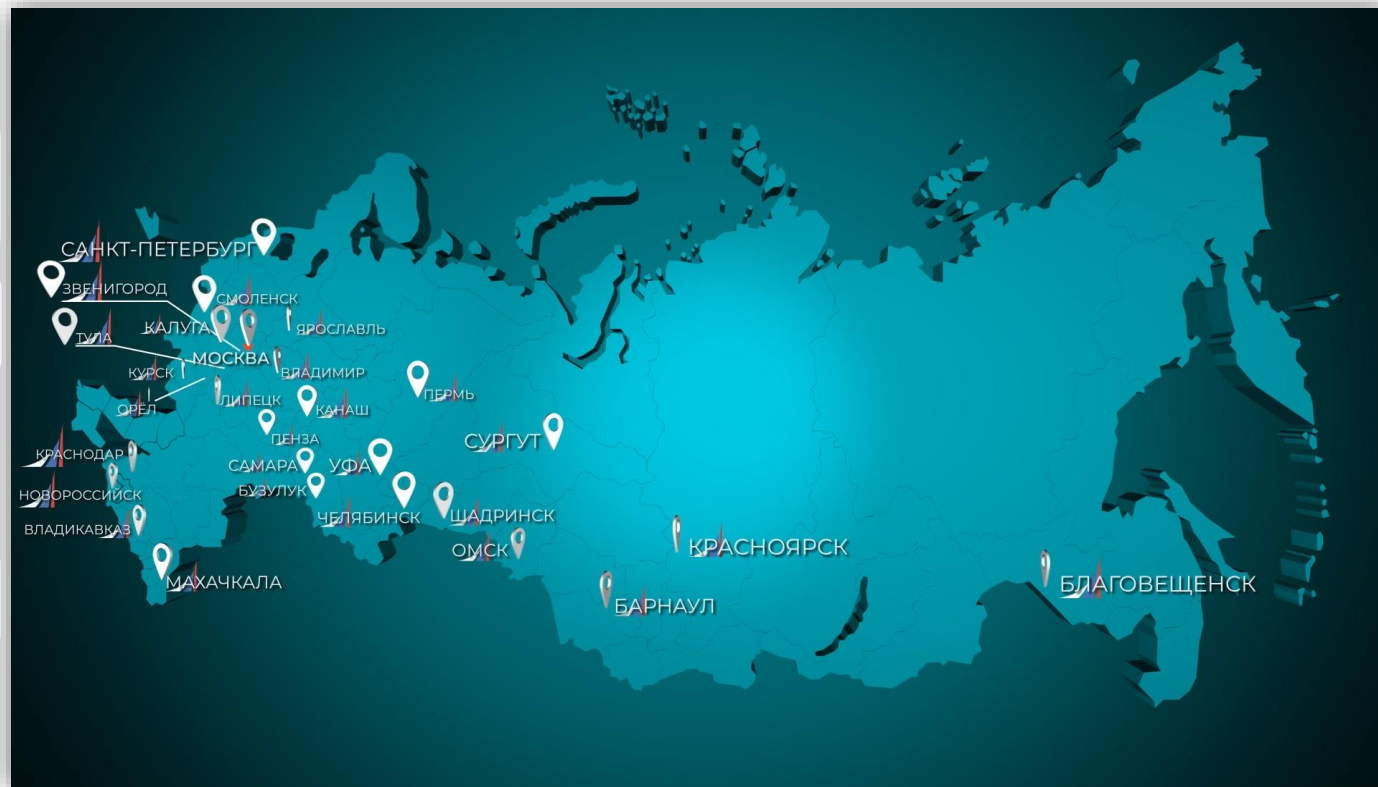 САНКТ-ПЕТЕРБУРГ
ЗВЕНИГОРОД
СМОЛЕНСК
ТУЛА
КАЛУГА
ЯРОСЛАВЛЬ
МОСКВА
КУРСК
ВЛАДИМИР
ПЕРМЬ
ЛИПЕЦК
ОРЁЛ
КАНАШ
ПЕНЗА
СУРГУТ
КРАСНОДАР
САМАРА
УФА
БУЗУЛУК
НОВОРОССИЙСК
ЧЕЛЯБИНСК
ШАДРИНСК
ВЛАДИКАВКАЗ
ОМСК
КРАСНОЯРСК
МАХАЧКАЛА
БЛАГОВЕЩЕНСК
БАРНАУЛ